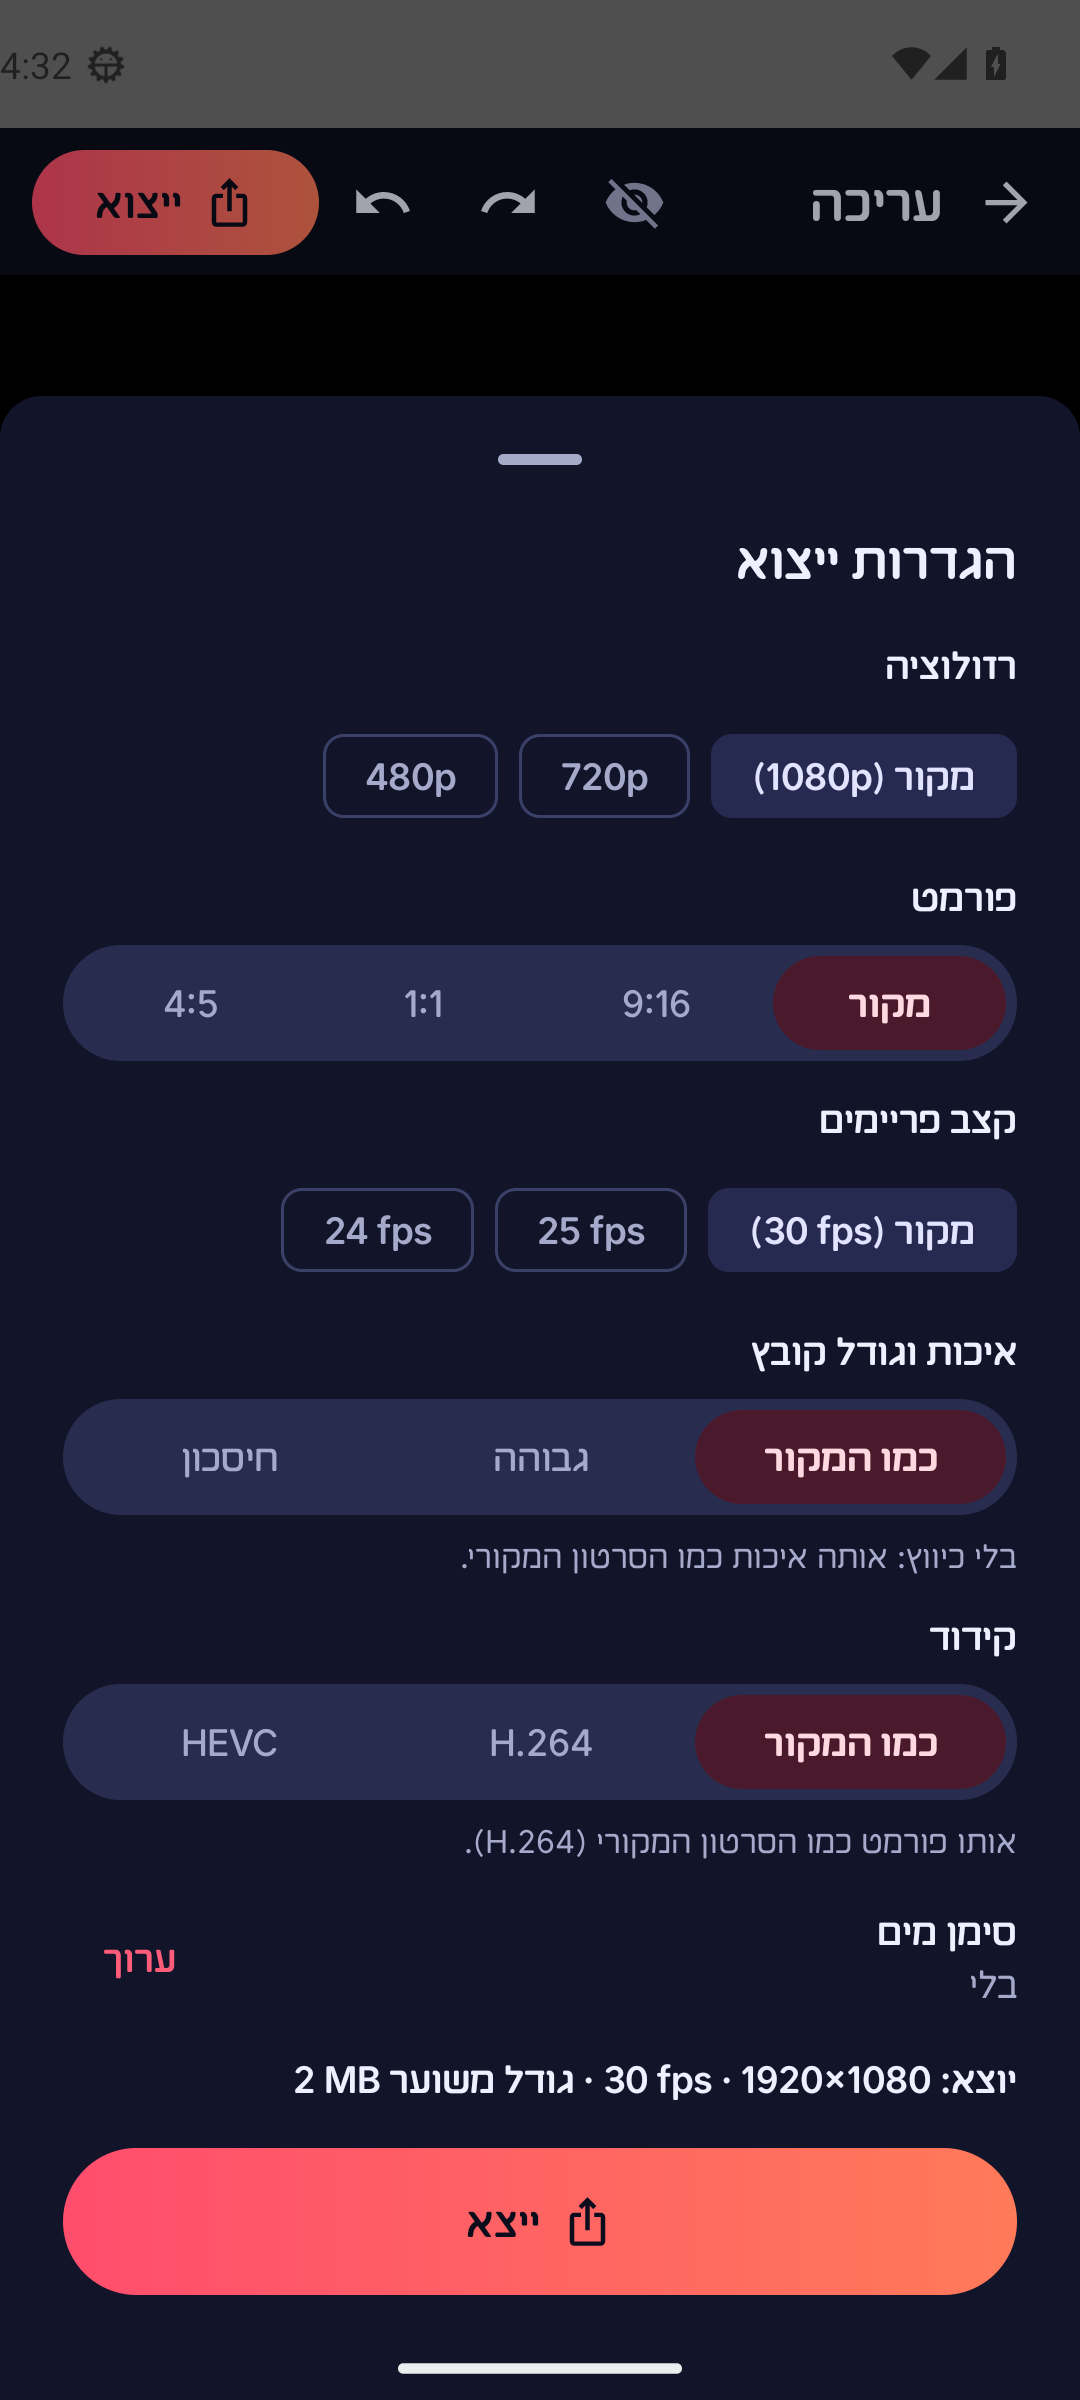 4:32
עריכה
ייצוא
הגדרות ייצוא
רזולוציה
מקור (1080p) 720p 480p
פורמט
מקור 9:16 1:1 4:5
קצב פריימים
מקור (30 fps) 25 fps 24 fps
איכות וגודל קובץ
כמו המקור גבוהה חיסכון
בלי כיווץ: אותה איכות כמו הסרטון המקורי.
קידוד
כמו המקור H.264 HEVC
אותו פורמט כמו הסרטון המקורי (H.264).
סימן מים
ערוך
בלי
יוצא: 1920×1080 · 30 fps · גודל משוער 2 MB
ייצא